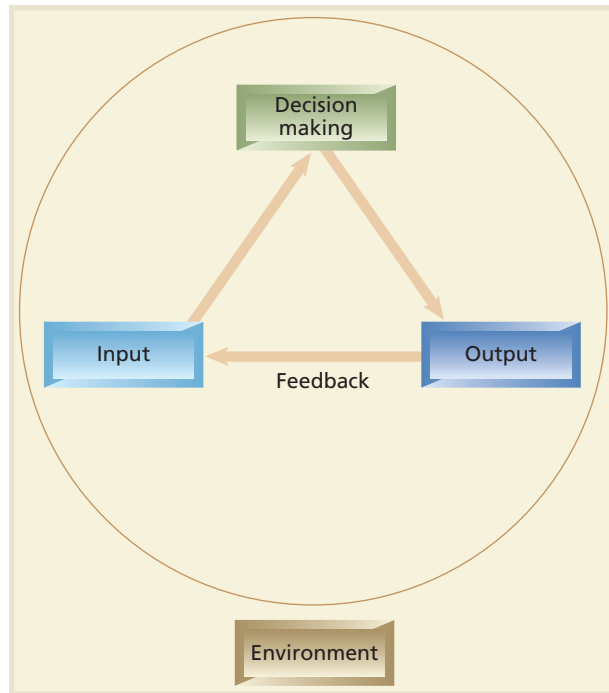 Decision
making
Input
Output
Feedback
Environment